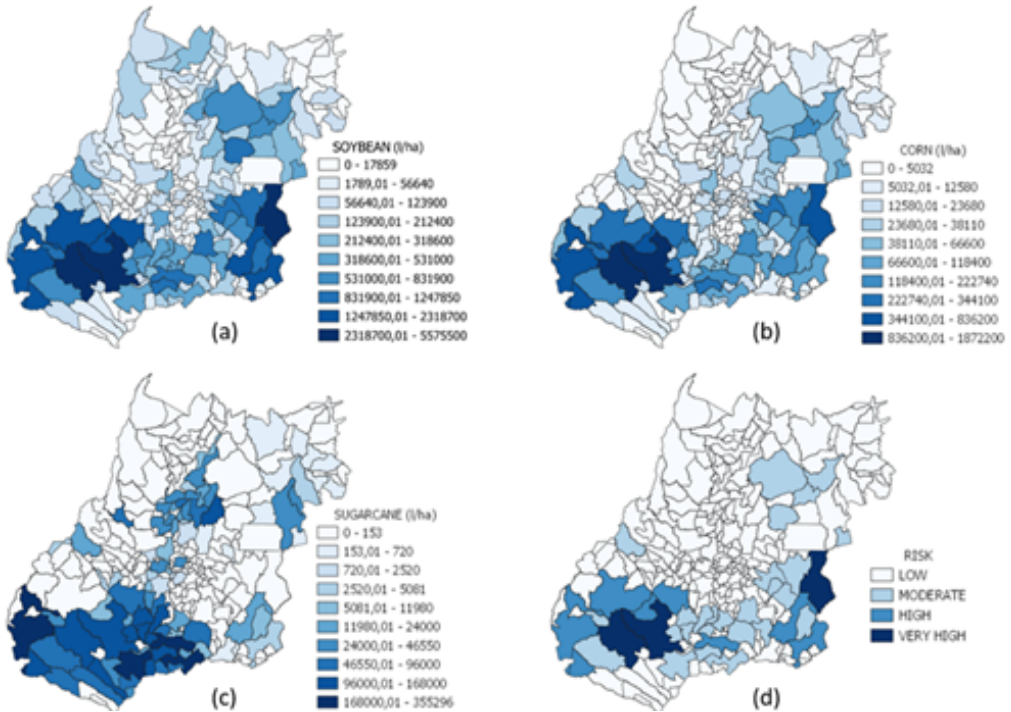 SOYBEAN (l/ha)
0 - 17859
1789,01 - 56640
56640,01 - 123900
123900,01 - 212400
212400,01 - 318600
318600,01 - 531000
531000,01 - 831900
831900,01 - 1247850
1247850,01 - 2318700
2318700,01 - 5575500
(a)
CORN (l/ha)
0 - 5032
5032,01 - 12580
12580,01 - 23680
23680,01 - 38110
38110,01 - 66600
66600,01 - 118400
118400,01 - 222740
222740,01 - 344100
344100,01 - 836200
836200,01 - 1872200
(b)
SUGARCANE (l/ha)
0 - 153
153,01 - 720
720,01 - 2520
2520,01 - 5081
5081,01 - 11980
11980,01 - 24000
24000,01 - 46550
46550,01 - 96000
96000,01 - 168000
168000,01 - 355296
(c)
RISK
LOW
MODERATE
HIGH
VERY HIGH
(d)